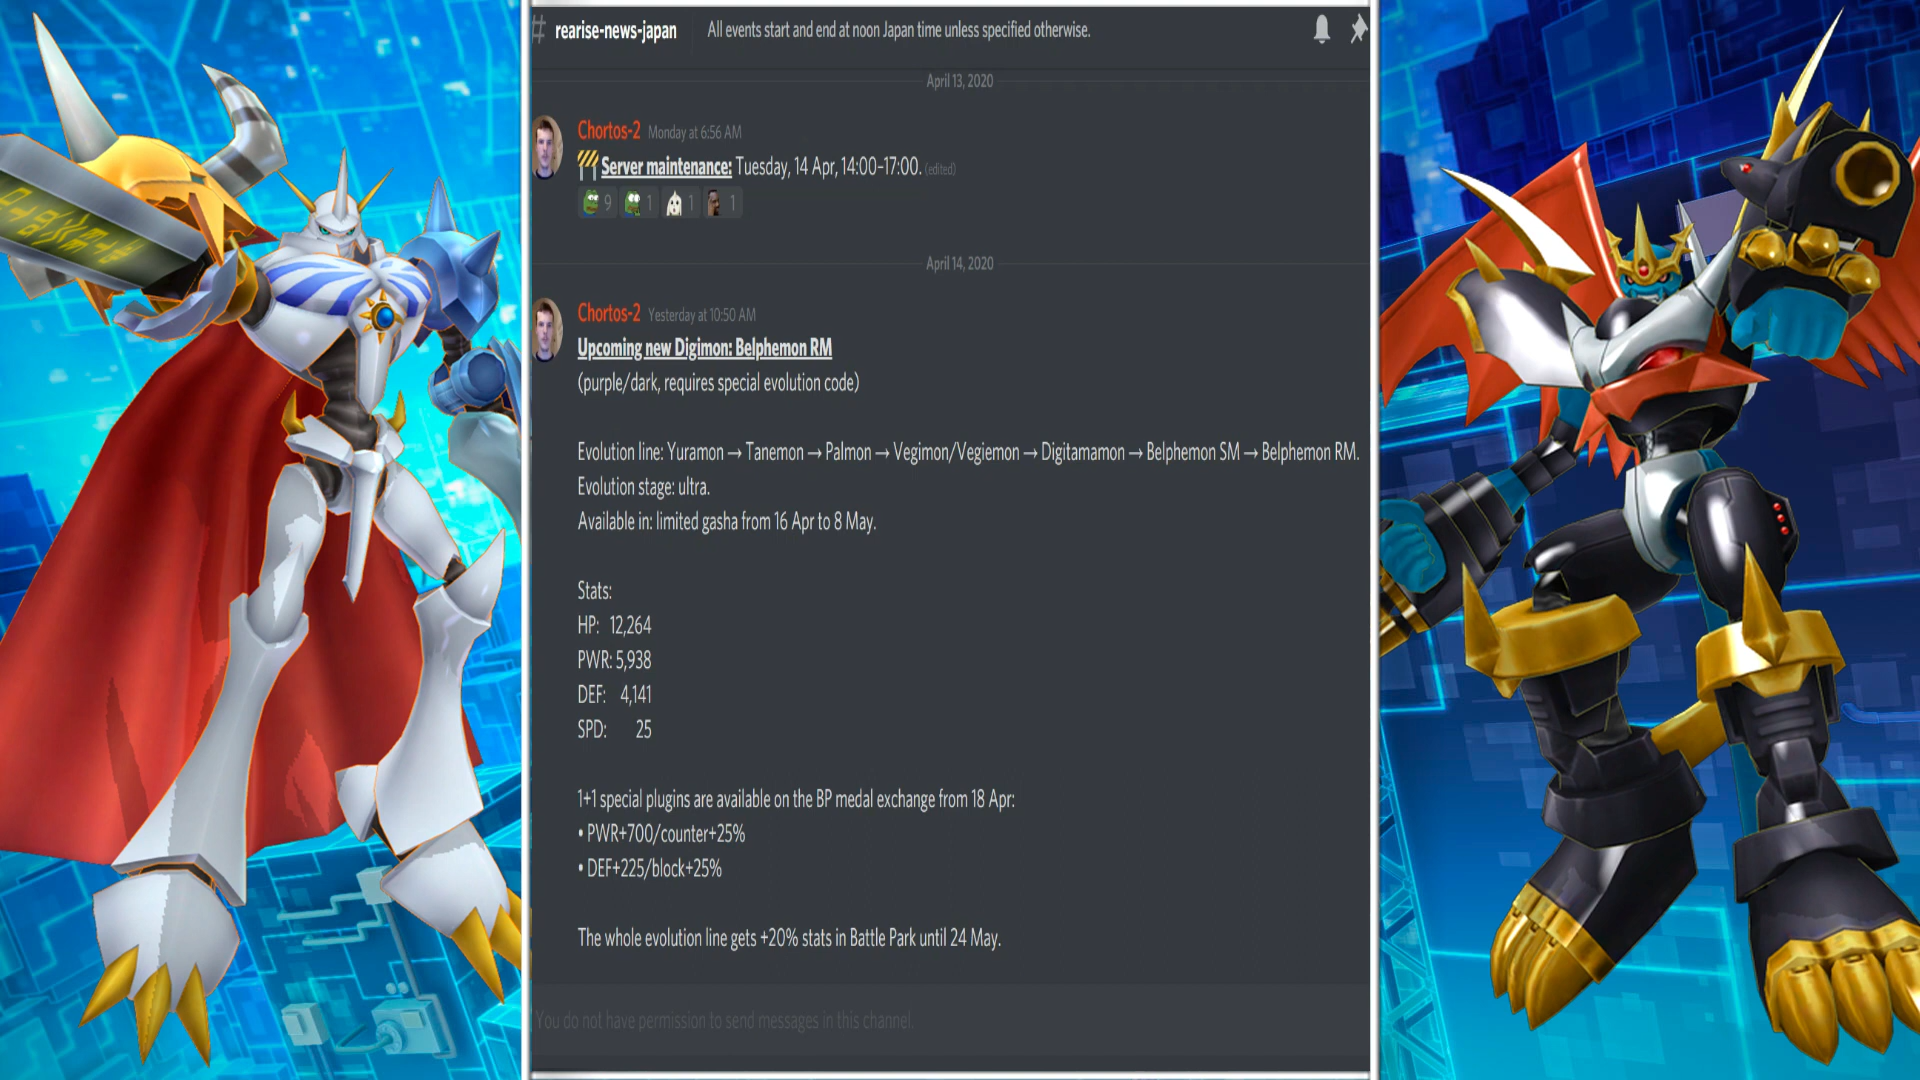 # rearise-news-japan All events start and end at noon Japan time unless specified otherwise.
April 13, 2020
Chortos-2 Monday at 6:56 AM
Server maintenance: Tuesday, 14 Apr, 14:00–17:00. (edited)
9 1 1 1
April 14, 2020
Chortos-2 Yesterday at 10:50 AM
Upcoming new Digimon: Belphemon RM
(purple/dark, requires special evolution code)
Evolution line: Yuramon → Tanemon → Palmon → Vegimon/Vegiemon → Digitamamon → Belphemon SM → Belphemon RM.
Evolution stage: ultra.
Available in: limited gasha from 16 Apr to 8 May.
Stats:
HP: 12,264
PWR: 5,938
DEF: 4,141
SPD: 25
1+1 special plugins are available on the BP medal exchange from 18 Apr:
• PWR+700/counter+25%
• DEF+225/block+25%
The whole evolution line gets +20% stats in Battle Park until 24 May.
You do not have permission to send messages in this channel.